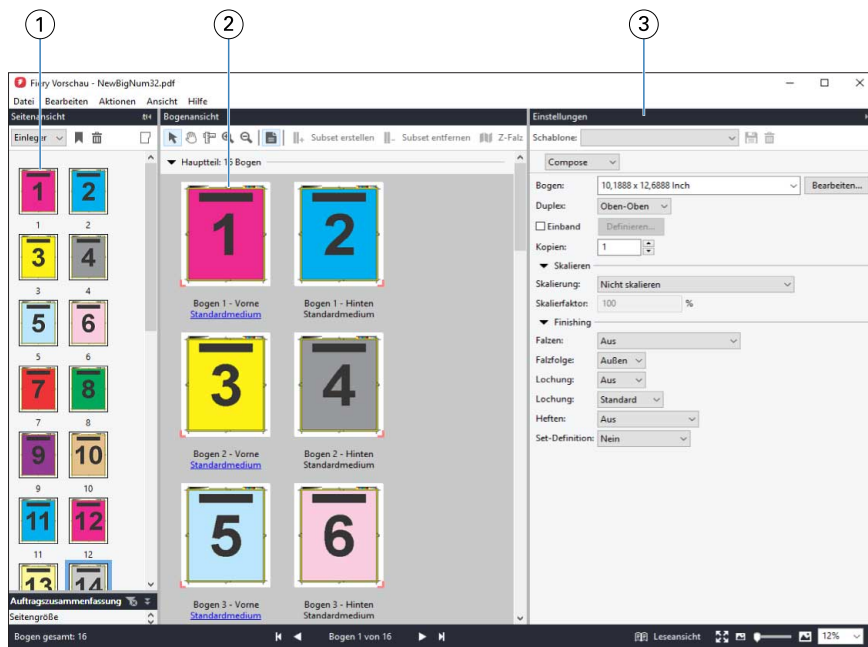 1 2 3
Fiery Vorschau - NewBigNum32.pdf
Datei Bearbeiten Aktionen Ansicht Hilfe
Seitenansicht Bogenansicht Einstellungen
Einleger Subset erstellen Subset entfernen Z-Falz Schablone:
Hauptteil: 16 Bogen
Compose
Bogen: 10,1888 x 12,6888 Inch Bearbeiten...
Duplex: Oben-Oben
Einband Definieren...
Kopien: 1
Skalieren
Skalierung: Nicht skalieren
Skalierfaktor: 100 %
Finishing
Falzen: Aus
Falzfolge: Außen
Lochung: Aus
Lochung: Standard
Heften: Aus
Set-Definition: Nein
1 2
1 2
3 4
3 4
5 6
5 6
7 8
7 8
9 10
9 10
11 12
11 12
13 14
1 2
Bogen 1 - Vorne Bogen 1 - Hinten
Standardmedium Standardmedium
3 4
Bogen 2 - Vorne Bogen 2 - Hinten
Standardmedium Standardmedium
5 6
Bogen 3 - Vorne Bogen 3 - Hinten
Standardmedium Standardmedium
Auftragszusammenfassung
Seitengröße
Bogen gesamt: 16 Bogen 1 von 16 Leseansicht 12%